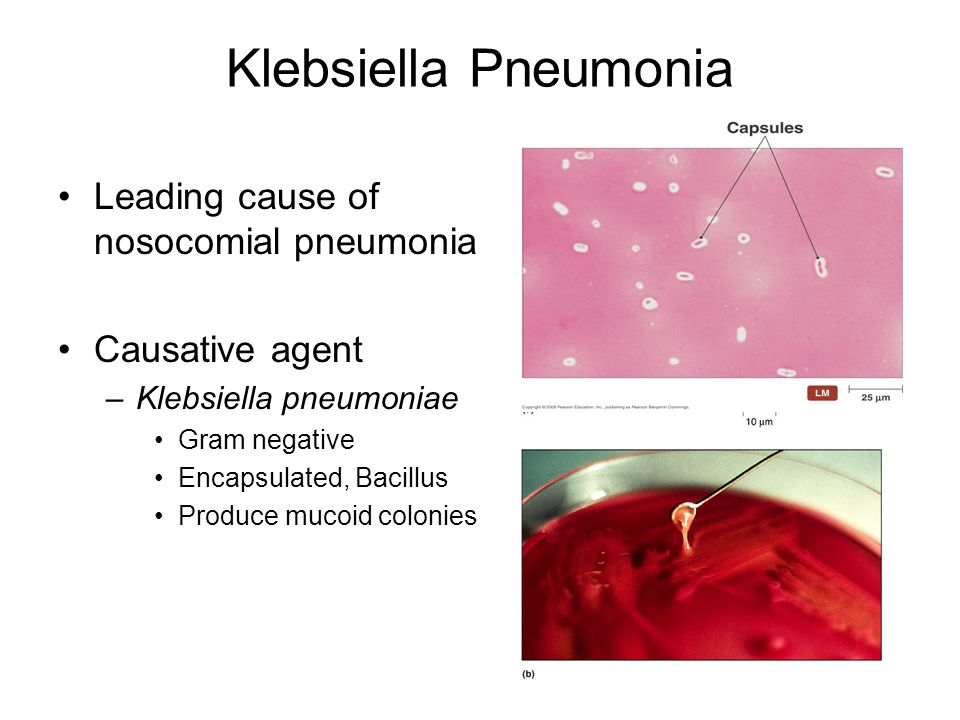 Klebsiella Pneumonia
• Leading cause of
nosocomial pneumonia
• Causative agent
– Klebsiella pneumoniae
• Gram negative
• Encapsulated, Bacillus
• Produce mucoid colonies
Capsules
LM
25 µm
Copyright © 2009 Pearson Education, Inc., publishing as Pearson Benjamin Cummings.
10 µm
(b)